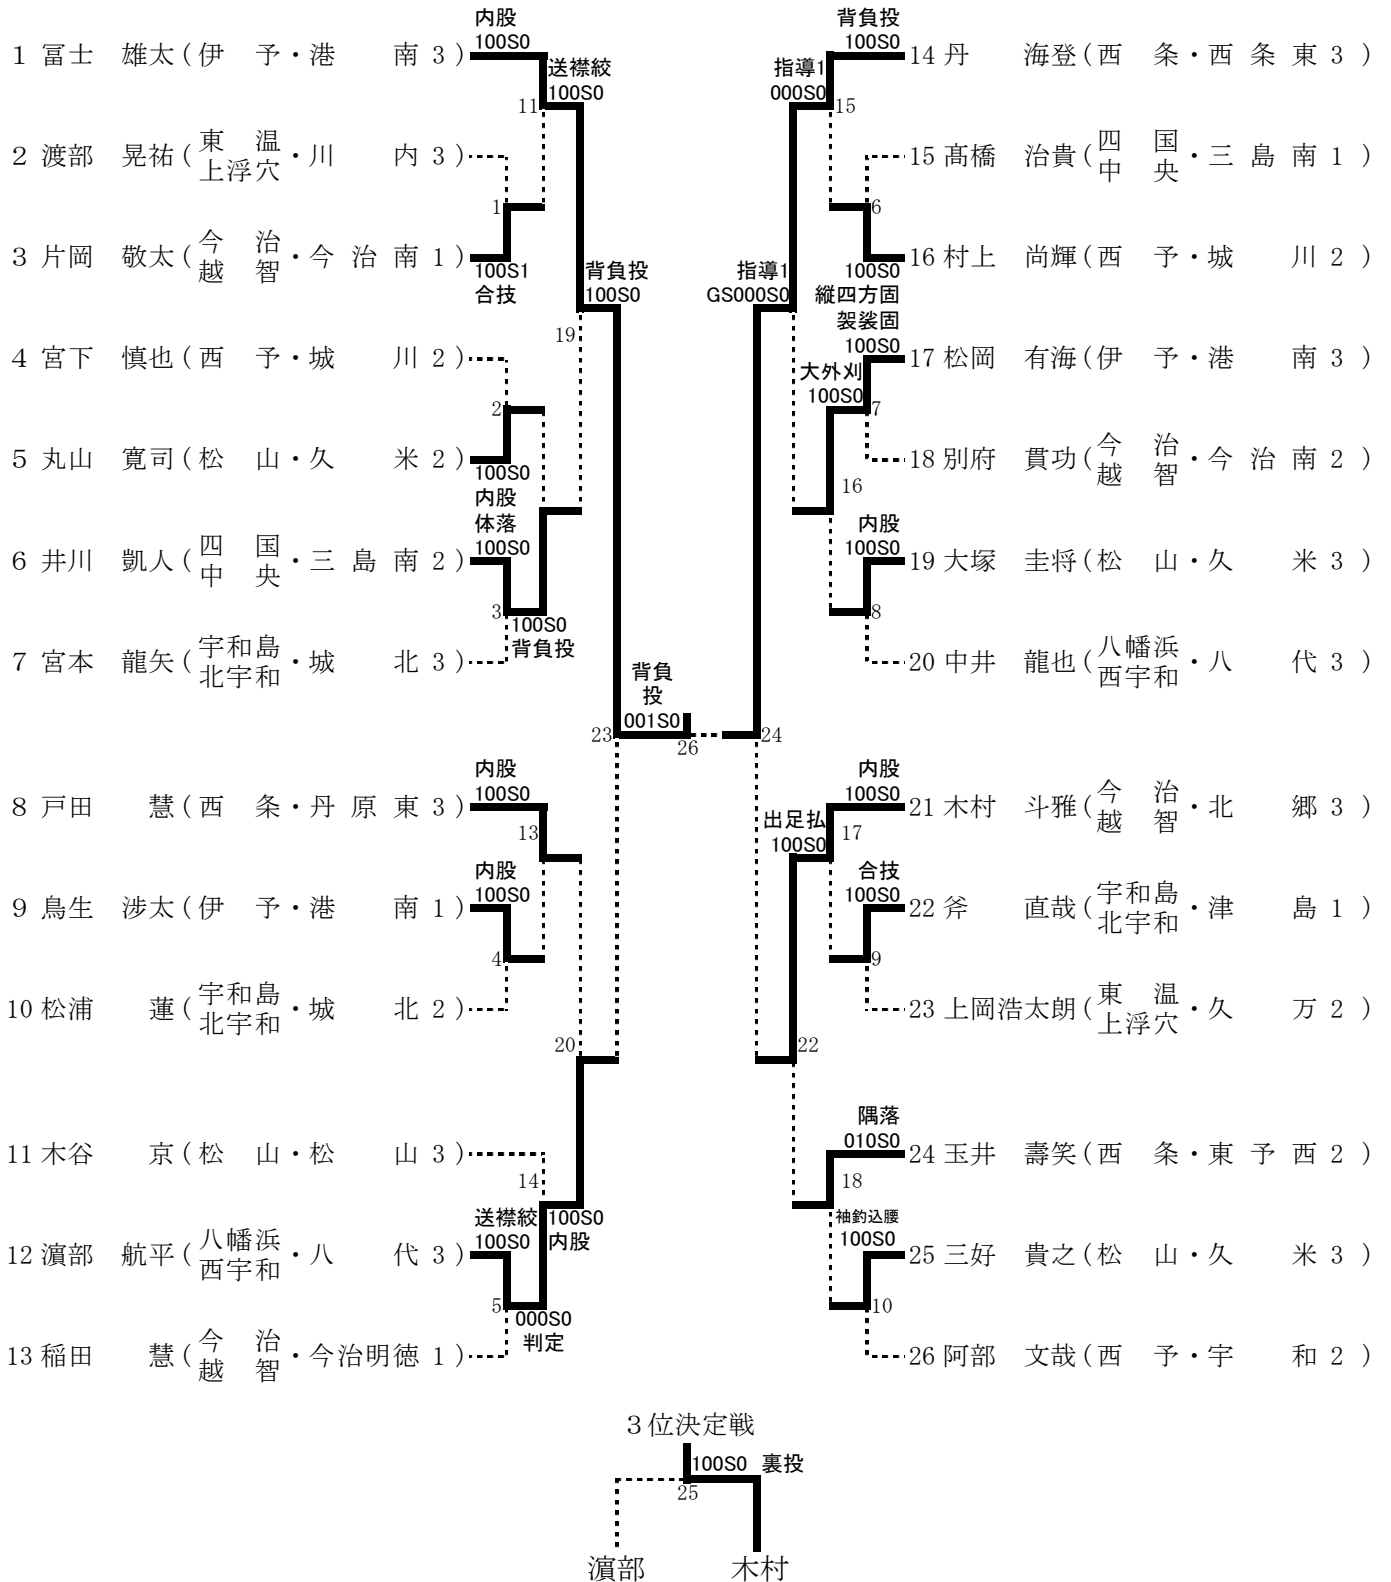 内股
100S0
1 冨士 雄太(伊 予・港 南 3)
送襟絞
100S0
11
2 渡部 晃祐(東 温 上浮穴・川 内 3)
1
3 片岡 敬太(今 治 越 智・今 治 南 1)
100S1
合技
背負投
100S0
19
4 宮下 慎也(西 予・城 川 2)
2
5 丸山 寛司(松 山・久 米 2)
100S0
内股
体落
100S0
6 井川 凱人(四 国 中 央・三 島 南 2)
3
100S0
背負投
7 宮本 龍矢(宇和島 北宇和・城 北 3)
23
背負
投
001S0
26
内股
100S0
8 戸田 慧(西 条・丹 原 東 3)
13
内股
100S0
9 鳥生 渉太(伊 予・港 南 1)
4
10 松浦 蓮(宇和島 北宇和・城 北 2)
20
11 木谷 京(松 山・松 山 3)
14
送襟絞
100S0
100S0
内股
12 濵部 航平(八幡浜 西宇和・八 代 3)
5
000S0
判定
13 稲田 慧(今 治 越 智・今治明徳 1)
背負投
100S0
14 丹 海登(西 条・西 条 東 3)
指導1
000S0
15
15 髙橋 治貴(四 国 中 央・三 島 南 1)
6
16 村上 尚輝(西 予・城 川 2)
100S0
縦四方固
指導1
GS000S0
袈裟固
100S0
17 松岡 有海(伊 予・港 南 3)
大外刈
100S0
7
18 別府 貫功(今 治 越 智・今 治 南 2)
16
内股
100S0
19 大塚 圭将(松 山・久 米 3)
8
20 中井 龍也(八幡浜 西宇和・八 代 3)
24
内股
100S0
21 木村 斗雅(今 治 越 智・北 郷 3)
出足払
100S0
17
合技
100S0
22 斧 直哉(宇和島 北宇和・津 島 1)
9
23 上岡浩太朗(東 温 上浮穴・久 万 2)
22
隅落
010S0
24 玉井 壽笑(西 条・東 予 西 2)
18
袖釣込腰
100S0
25 三好 貴之(松 山・久 米 3)
10
26 阿部 文哉(西 予・宇 和 2)
３位決定戦
100S0 裏投
25
濵部 木村